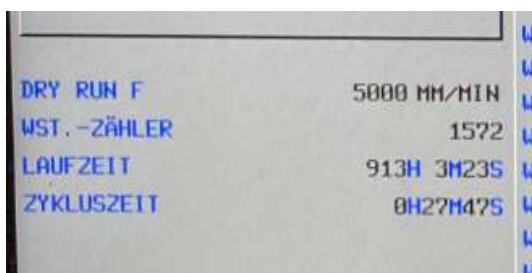 DRY RUN F 5000 MM/MIN
WST.-ZÄHLER 1572
LAUFZEIT 913H 3M23S
ZYKLUSZEIT 0H27M47S